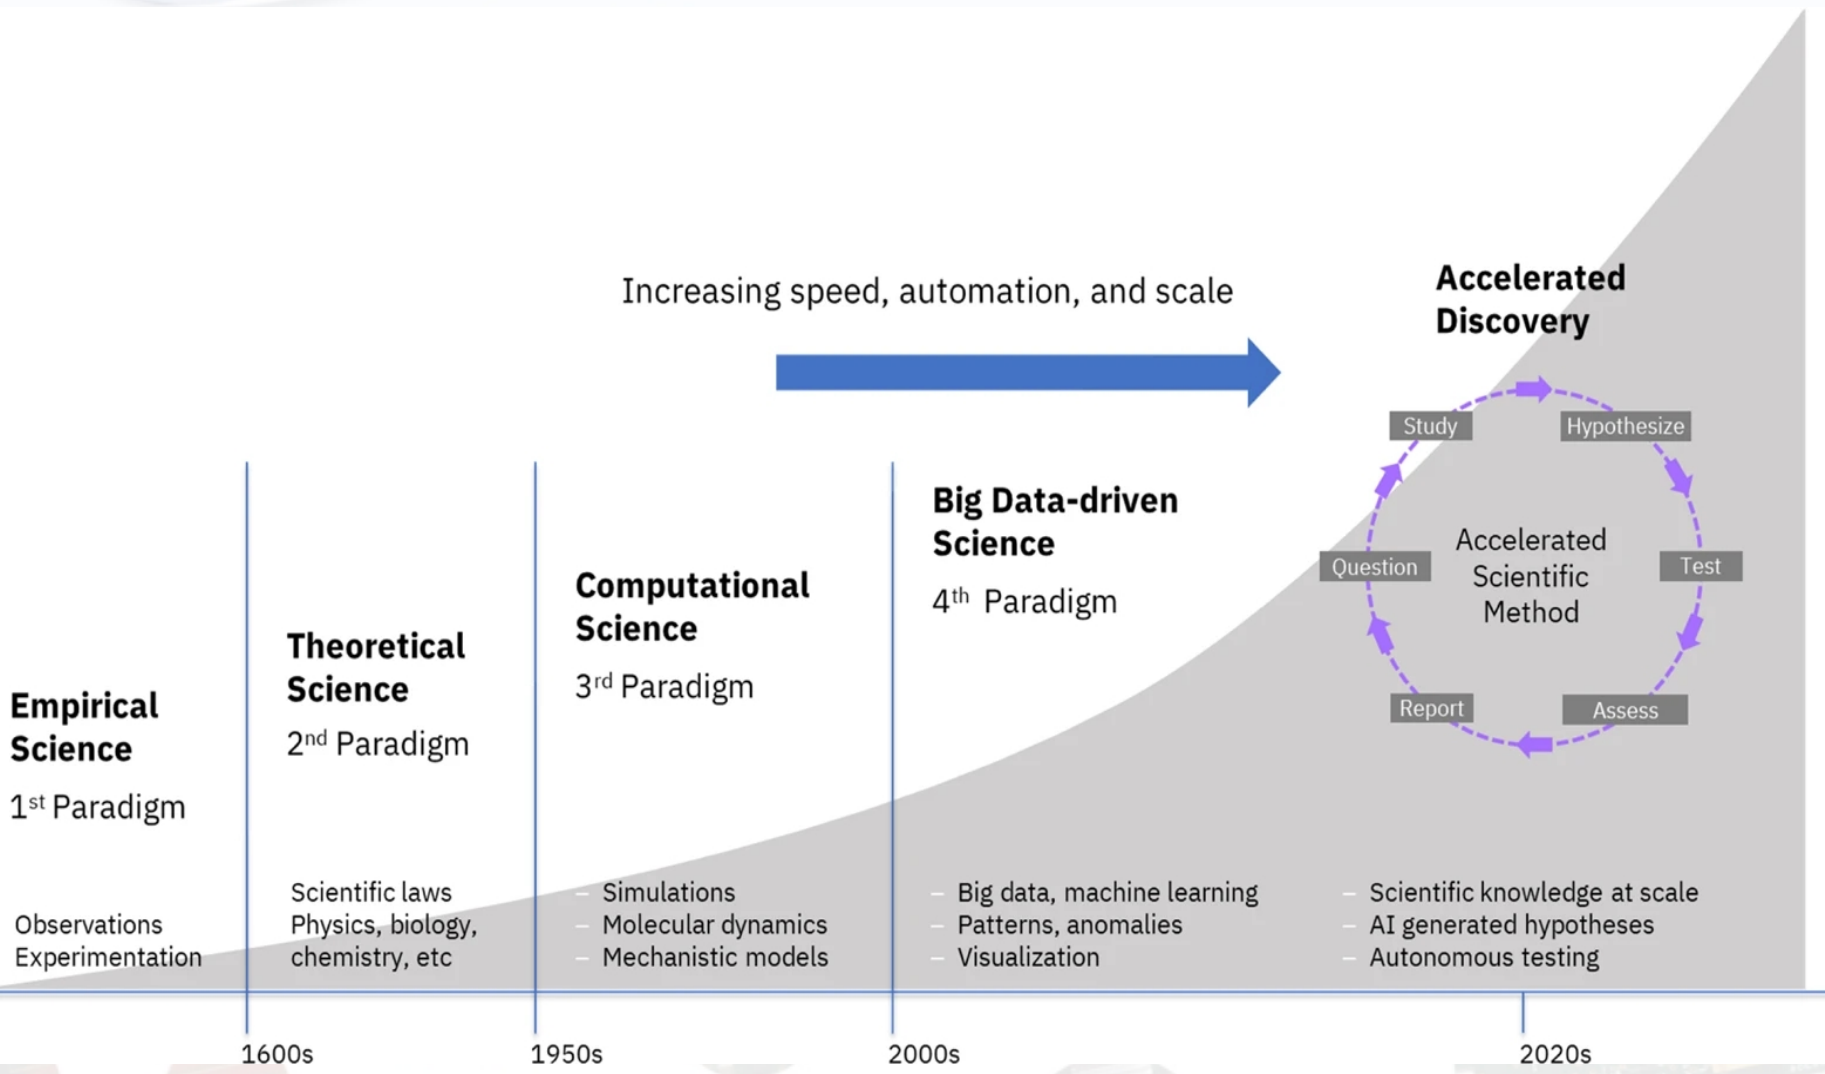 Increasing speed, automation, and scale
Empirical
Science
1st Paradigm
Observations
Experimentation
Theoretical
Science
2nd Paradigm
Scientific laws
Physics, biology,
chemistry, etc
Computational
Science
3rd Paradigm
– Simulations
– Molecular dynamics
– Mechanistic models
Big Data-driven
Science
4th Paradigm
– Big data, machine learning
– Patterns, anomalies
– Visualization
Accelerated
Discovery
Study
Hypothesize
Test
Assess
Report
Question
Accelerated
Scientific
Method
– Scientific knowledge at scale
– AI generated hypotheses
– Autonomous testing
1600s
1950s
2000s
2020s